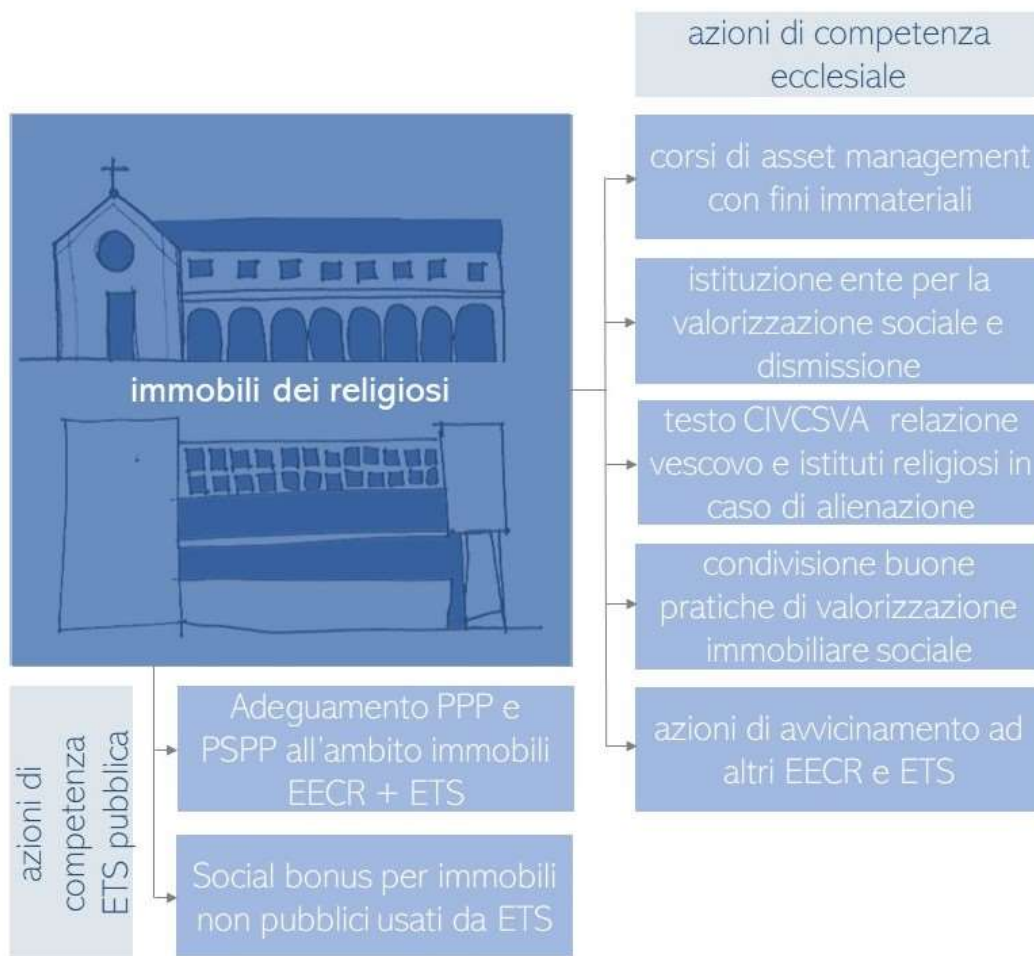 azioni di competenza
ecclesiale
corsi di asset management
con fini immateriali
istituzione ente per la
valorizzazione sociale e
dismissione
immobili dei religiosi
testo CIVCSVA relazione
vescovo e istituti religiosi in
caso di alienazione
condivisione buone
pratiche di valorizzazione
immobiliare sociale
azioni di avvicinamento ad
altri EECR e ETS
azioni di
competenza
ETS pubblica
Adeguamento PPP e
PSPP all'ambito immobili
EECR + ETS
Social bonus per immobili
non pubblici usati da ETS